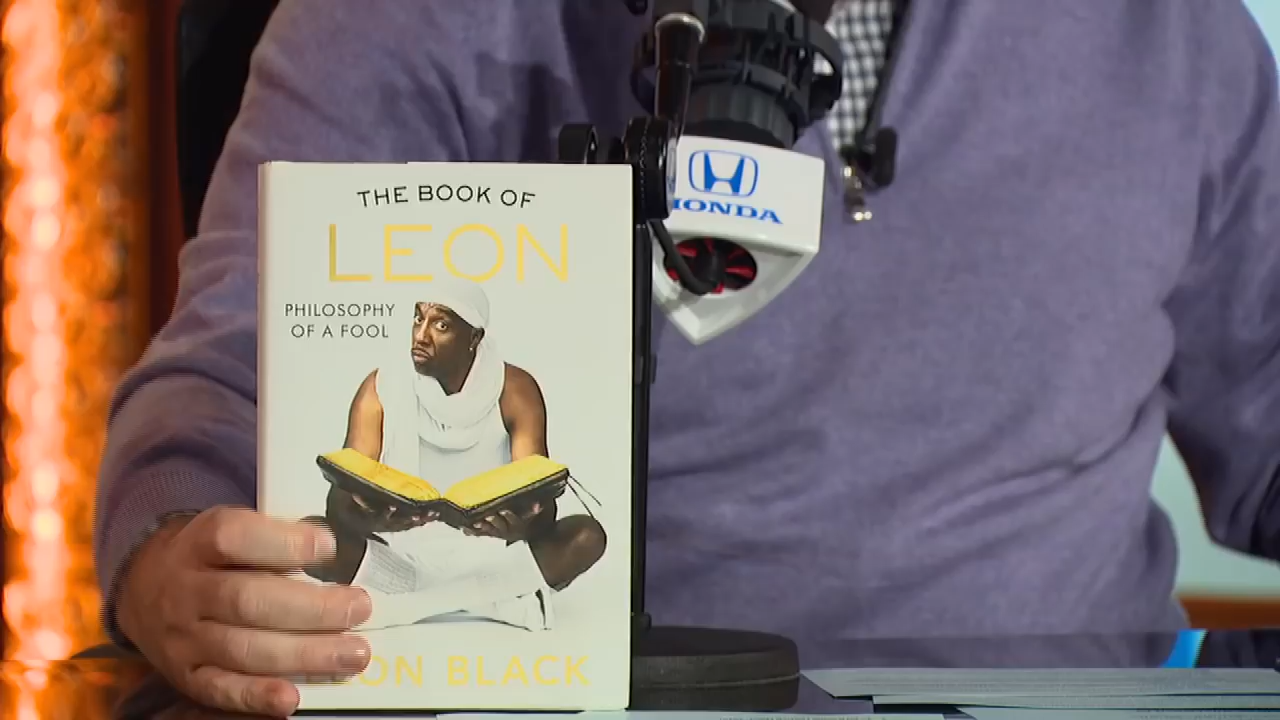 THE BOOK OF
LEON
PHILOSOPHY
OF A FOOL
ON BLACK
HONDA